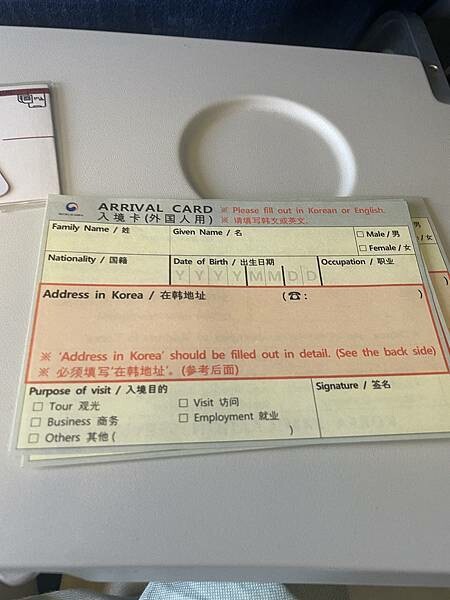 ARRIVAL CARD ※ Please fill out in Korean or English.
入境卡(外国人用) ※ 请填写韩文或英文.
Family Name / 姓 Given Name / 名 □ Male / 男
□ Female / 女
Nationality / 国籍 Date of Birth / 出生日期 Occupation / 职业
Y Y Y Y M M D D
Address in Korea / 在韩地址 (☎ : )
※ 'Address in Korea' should be filled out in detail. (See the back side)
※ 必须填写'在韩地址'。(参考后面)
Purpose of visit / 入境目的 Signature / 签名
□ Tour 观光 □ Visit 访问
□ Business 商务 □ Employment 就业
□ Others 其他 ( )